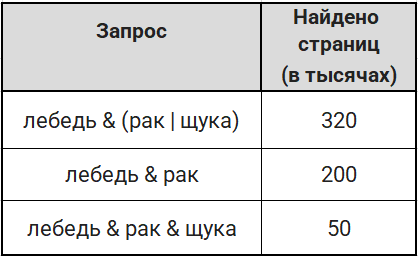 Запрос
Найдено
страниц
(в тысячах)
лебедь & (рак | щука)
320
лебедь & рак
200
лебедь & рак & щука
50